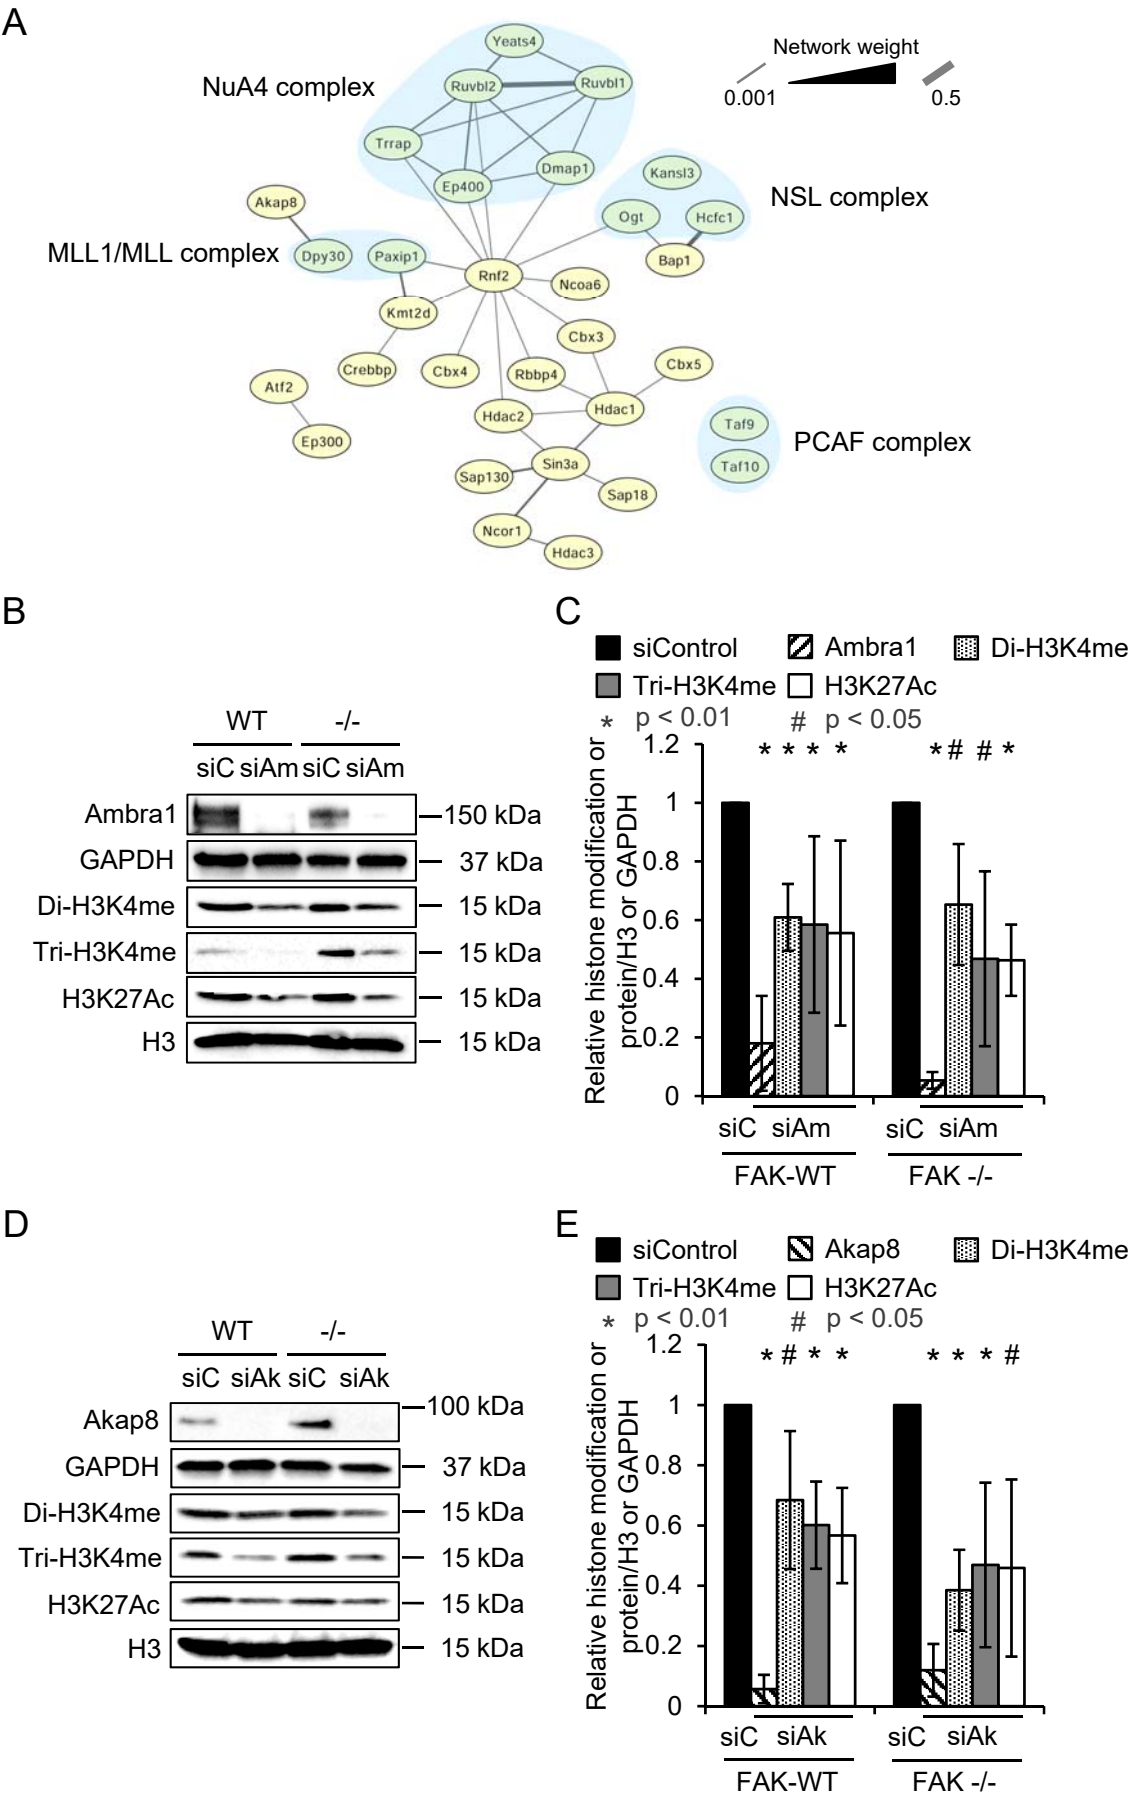 A
Network weight
0.001
0.5
NuA4 complex
Yeats4
Ruvbl2
Ruvbl1
Trrap
Ep400
Dmap1
Kansl3
NSL complex
Ogt
Hcfc1
Bap1
Akap8
MLL1/MLL complex
Dpy30
Paxip1
Rnf2
Ncoa6
Kmt2d
Cbx3
Crebbp
Cbx4
Rbbp4
Cbx5
Atf2
Hdac2
Hdac1
Ep300
Taf9
Taf10
PCAF complex
Sin3a
Sap130
Sap18
Ncor1
Hdac3
B
WT -/-
siC siAm siC siAm
Ambra1 150 kDa
GAPDH 37 kDa
Di-H3K4me 15 kDa
Tri-H3K4me 15 kDa
H3K27Ac 15 kDa
H3 15 kDa
C
siControl Ambra1 Di-H3K4me
Tri-H3K4me H3K27Ac
* p < 0.01 # p < 0.05
Relative histone modification or
protein/H3 or GAPDH
1.2
1
0.8
0.6
0.4
0.2
0
* * * * * # # *
siC siAm siC siAm
FAK-WT FAK -/-
D
WT -/-
siC siAk siC siAk
Akap8 100 kDa
GAPDH 37 kDa
Di-H3K4me 15 kDa
Tri-H3K4me 15 kDa
H3K27Ac 15 kDa
H3 15 kDa
E
siControl Akap8 Di-H3K4me
Tri-H3K4me H3K27Ac
* p < 0.01 # p < 0.05
Relative histone modification or
protein/H3 or GAPDH
1.2
1
0.8
0.6
0.4
0.2
0
* # * * * * * #
siC siAk siC siAk
FAK-WT FAK -/-